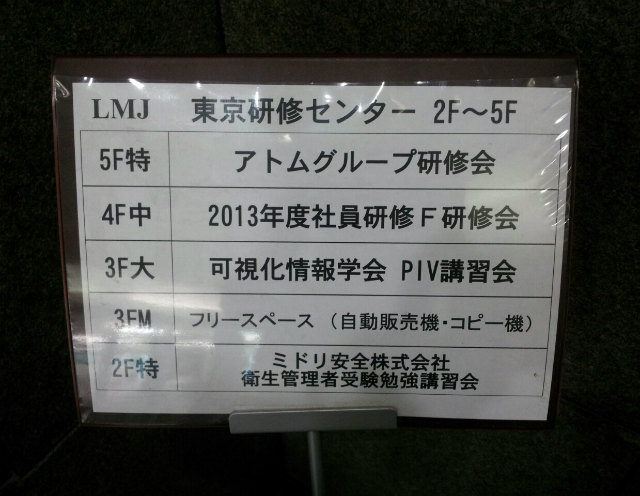 LMJ 東京研修センター 2F～5F
5F特 アトムグループ研修会
4F中 2013年度社員研修F研修会
3F大 可視化情報学会 PIV講習会
3FM フリースペース（自動販売機・コピー機）
2F特 ミドリ安全株式会社
衛生管理者受験勉強講習会